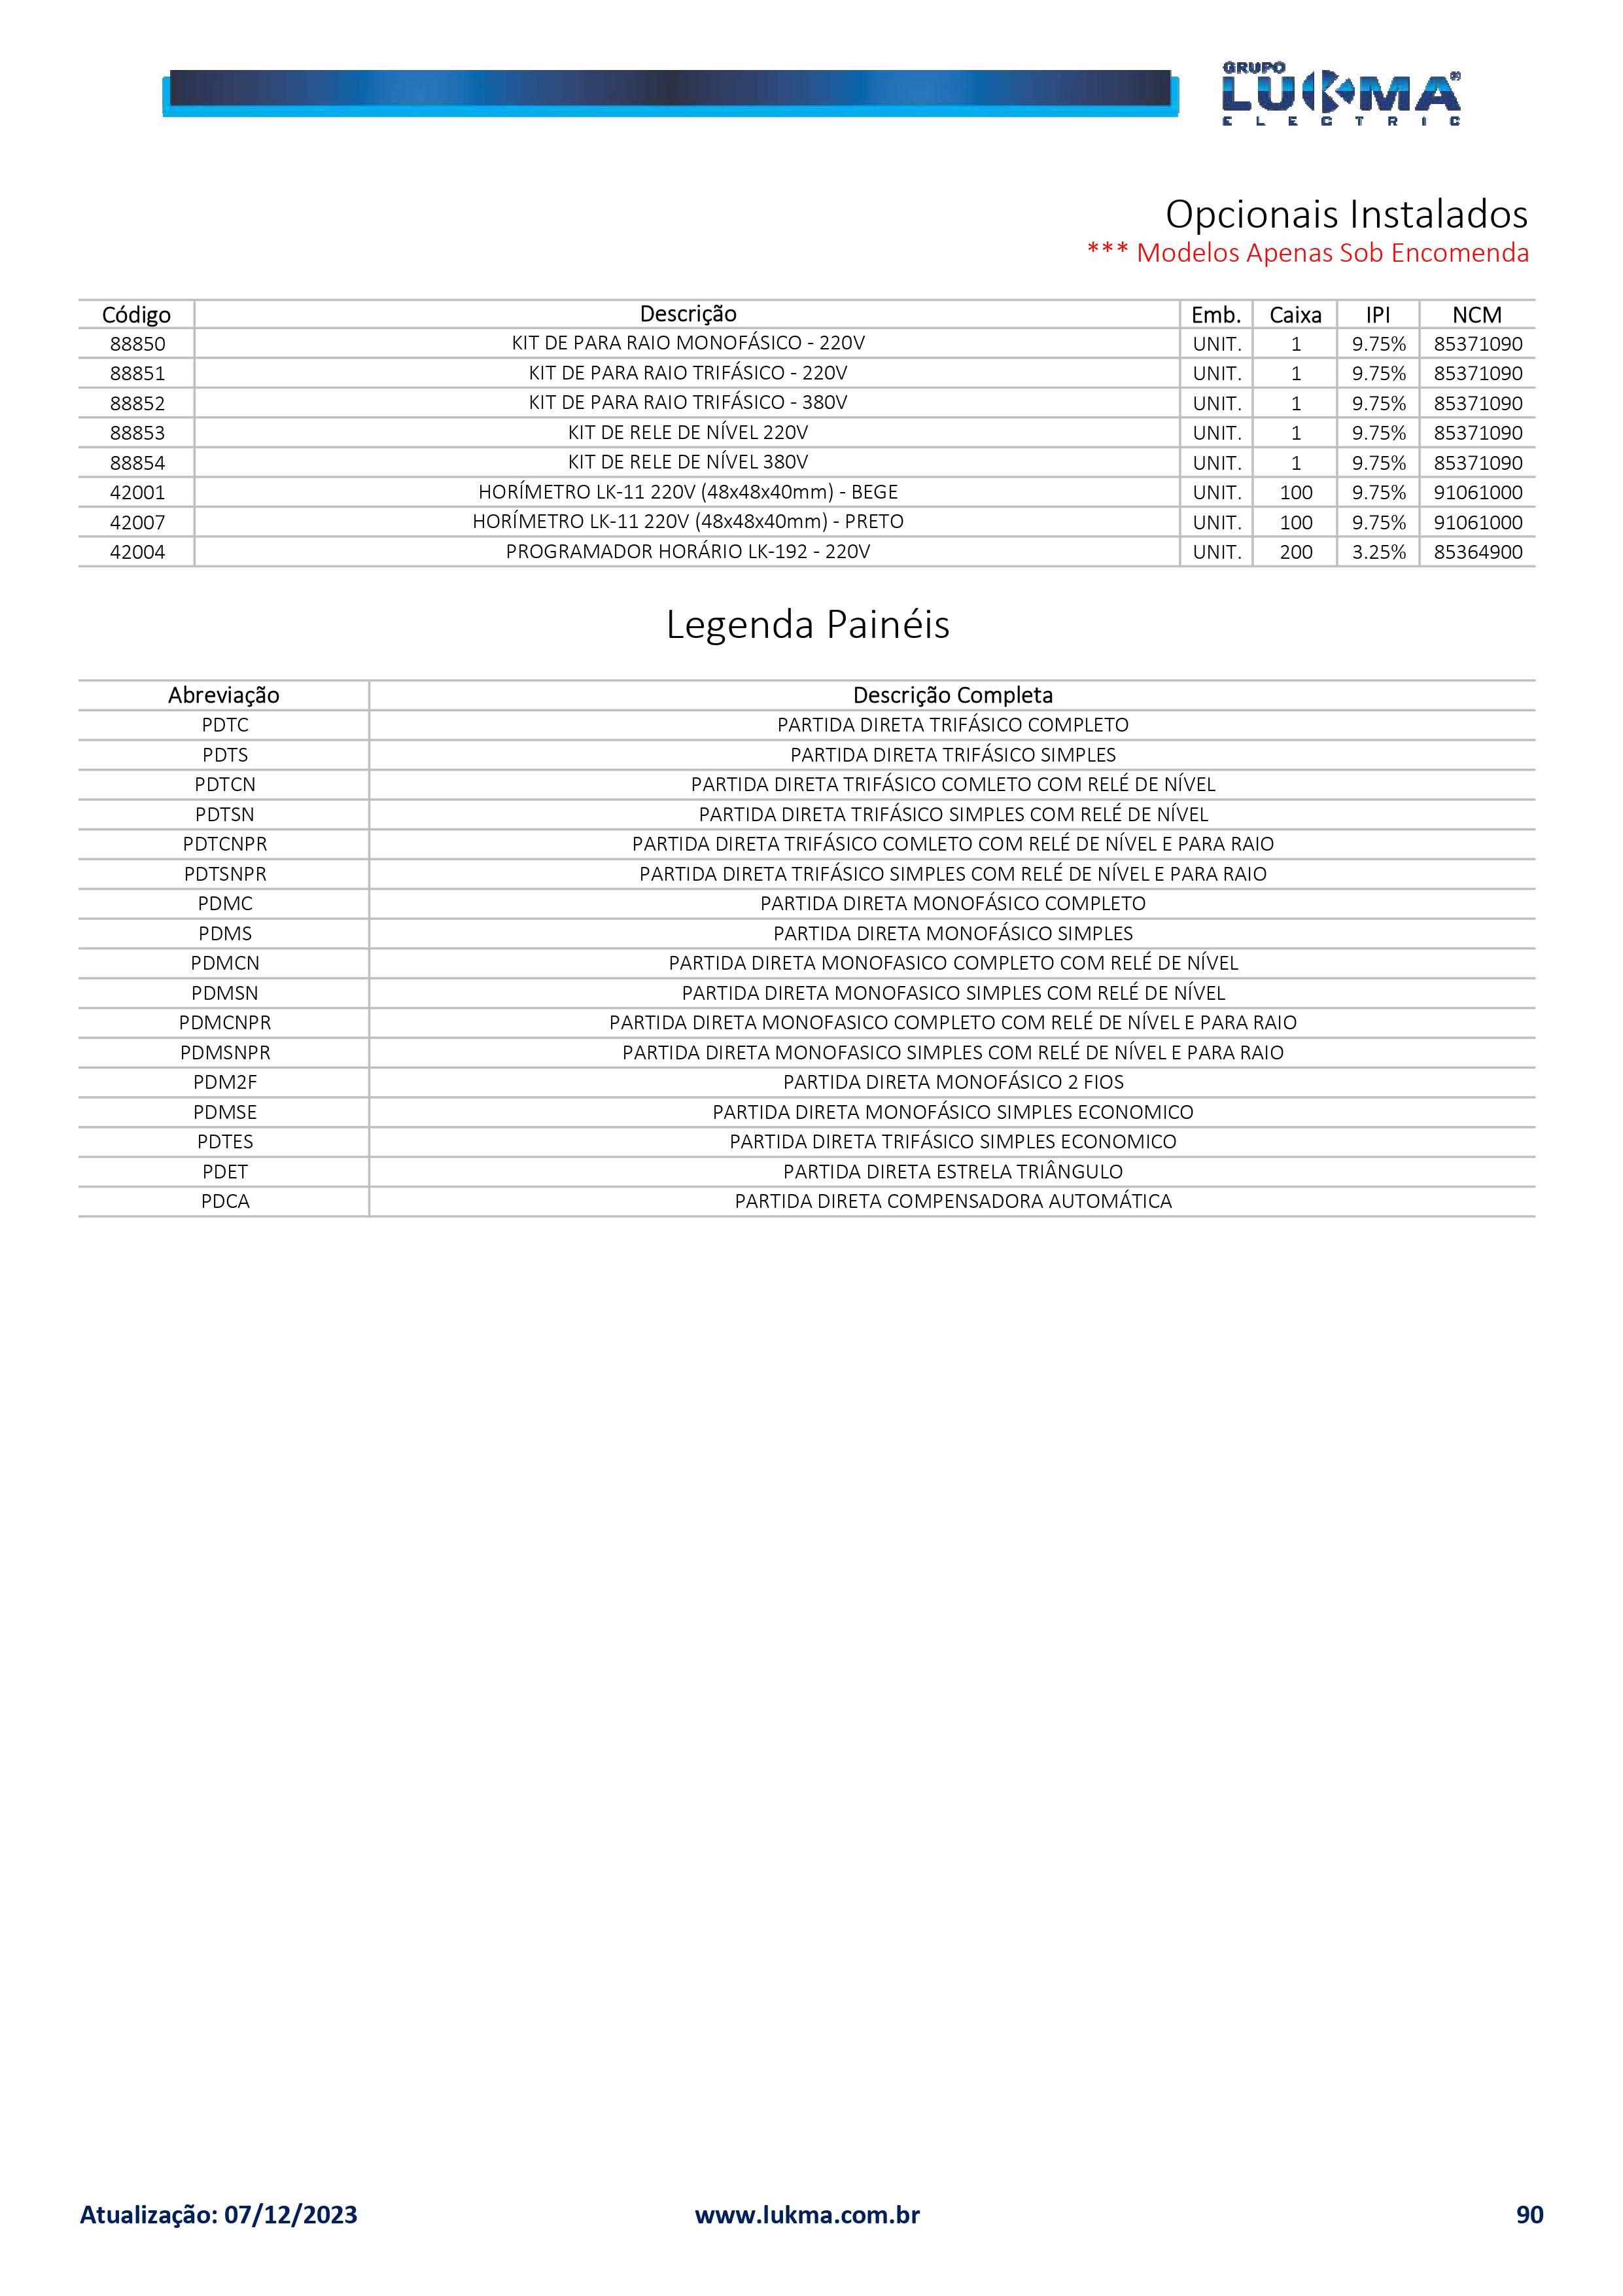 GRUPO
LUKMA®
ELECTRIC
Opcionais Instalados
*** Modelos Apenas Sob Encomenda
Código Descrição Emb. Caixa IPI NCM
88850 KIT DE PARA RAIO MONOFÁSICO - 220V UNIT. 1 9.75% 85371090
88851 KIT DE PARA RAIO TRIFÁSICO - 220V UNIT. 1 9.75% 85371090
88852 KIT DE PARA RAIO TRIFÁSICO - 380V UNIT. 1 9.75% 85371090
88853 KIT DE RELE DE NÍVEL 220V UNIT. 1 9.75% 85371090
88854 KIT DE RELE DE NÍVEL 380V UNIT. 1 9.75% 85371090
42001 HORÍMETRO LK-11 220V (48x48x40mm) - BEGE UNIT. 100 9.75% 91061000
42007 HORÍMETRO LK-11 220V (48x48x40mm) - PRETO UNIT. 100 9.75% 91061000
42004 PROGRAMADOR HORÁRIO LK-192 - 220V UNIT. 200 3.25% 85364900
Legenda Painéis
Abreviação Descrição Completa
PDTC PARTIDA DIRETA TRIFÁSICO COMPLETO
PDTS PARTIDA DIRETA TRIFÁSICO SIMPLES
PDTCN PARTIDA DIRETA TRIFÁSICO COMLETO COM RELÉ DE NÍVEL
PDTSN PARTIDA DIRETA TRIFÁSICO SIMPLES COM RELÉ DE NÍVEL
PDTCNPR PARTIDA DIRETA TRIFÁSICO COMLETO COM RELÉ DE NÍVEL E PARA RAIO
PDTSNPR PARTIDA DIRETA TRIFÁSICO SIMPLES COM RELÉ DE NÍVEL E PARA RAIO
PDMC PARTIDA DIRETA MONOFÁSICO COMPLETO
PDMS PARTIDA DIRETA MONOFÁSICO SIMPLES
PDMCN PARTIDA DIRETA MONOFASICO COMPLETO COM RELÉ DE NÍVEL
PDMSN PARTIDA DIRETA MONOFASICO SIMPLES COM RELÉ DE NÍVEL
PDMCNPR PARTIDA DIRETA MONOFASICO COMPLETO COM RELÉ DE NÍVEL E PARA RAIO
PDMSNPR PARTIDA DIRETA MONOFASICO SIMPLES COM RELÉ DE NÍVEL E PARA RAIO
PDM2F PARTIDA DIRETA MONOFÁSICO 2 FIOS
PDMSE PARTIDA DIRETA MONOFÁSICO SIMPLES ECONOMICO
PDTES PARTIDA DIRETA TRIFÁSICO SIMPLES ECONOMICO
PDET PARTIDA DIRETA ESTRELA TRIÂNGULO
PDCA PARTIDA DIRETA COMPENSADORA AUTOMÁTICA
Atualização: 07/12/2023 www.lukma.com.br 90